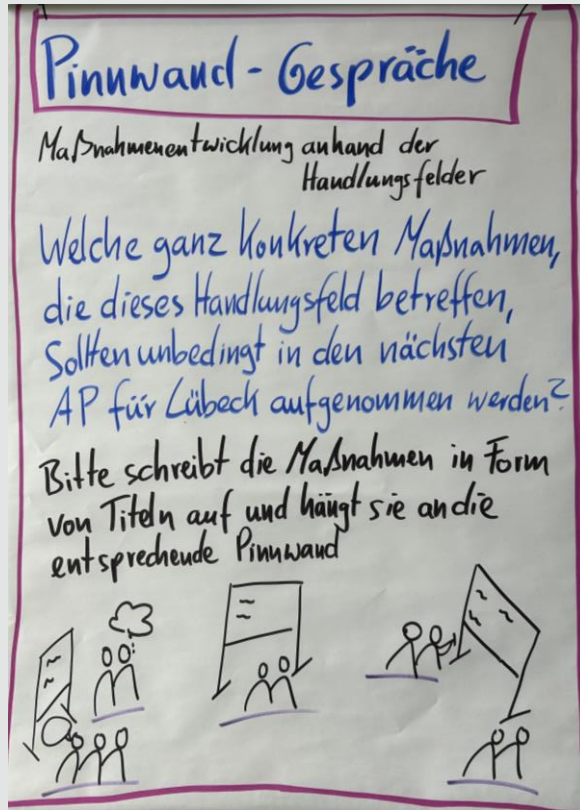 Pinnwand - Gespräche
Maßnahmenentwicklung anhand der
Handlungsfelder
Welche ganz konkreten Maßnahmen,
die dieses Handlungsfeld betreffen,
sollten unbedingt in den nächsten
AP für Lübeck aufgenommen werden?
Bitte schreibt die Maßnahmen in Form
von Titeln auf und hängt sie an die
entsprechende Pinnwand